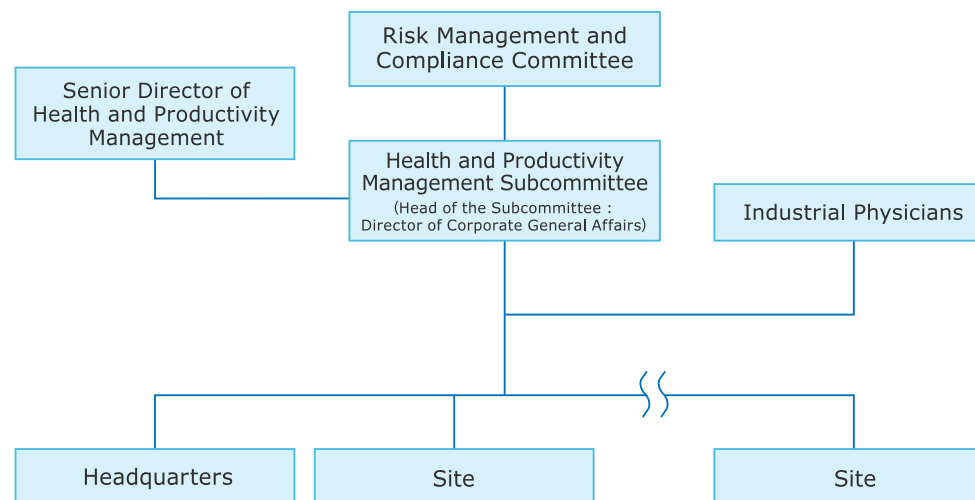 Risk Management and
Compliance Committee
Senior Director of
Health and Productivity
Management
Health and Productivity
Management Subcommittee
(Head of the Subcommittee :
Director of Corporate General Affairs)
Industrial Physicians
Headquarters
Site
Site